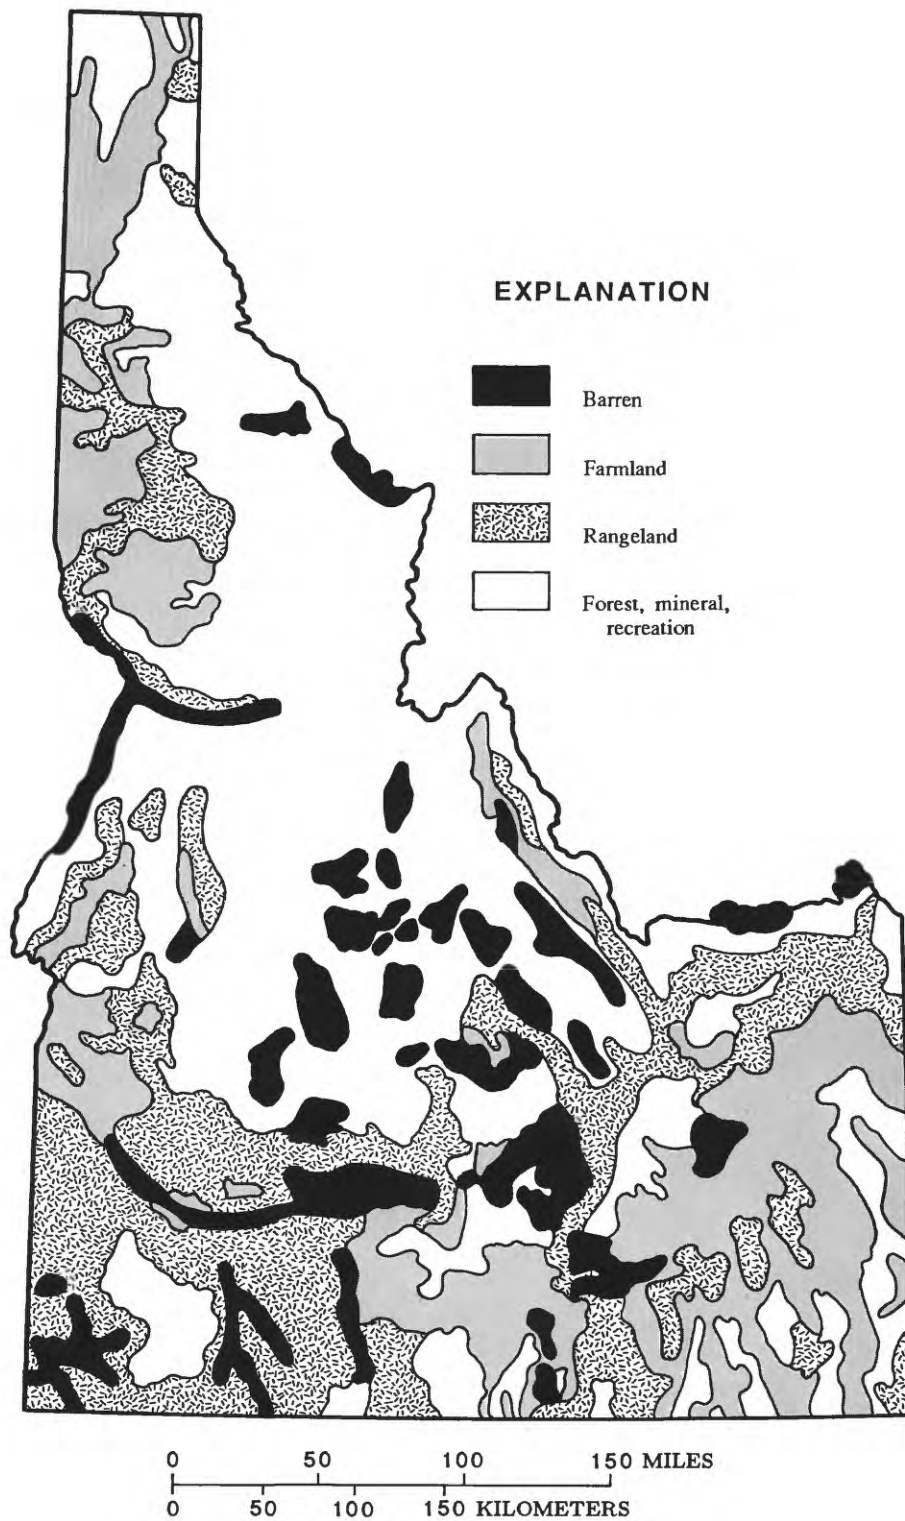 EXPLANATION
Barren
Farmland
Rangeland
Forest, mineral,
recreation
0 50 100 150 MILES
0 50 100 150 KILOMETERS